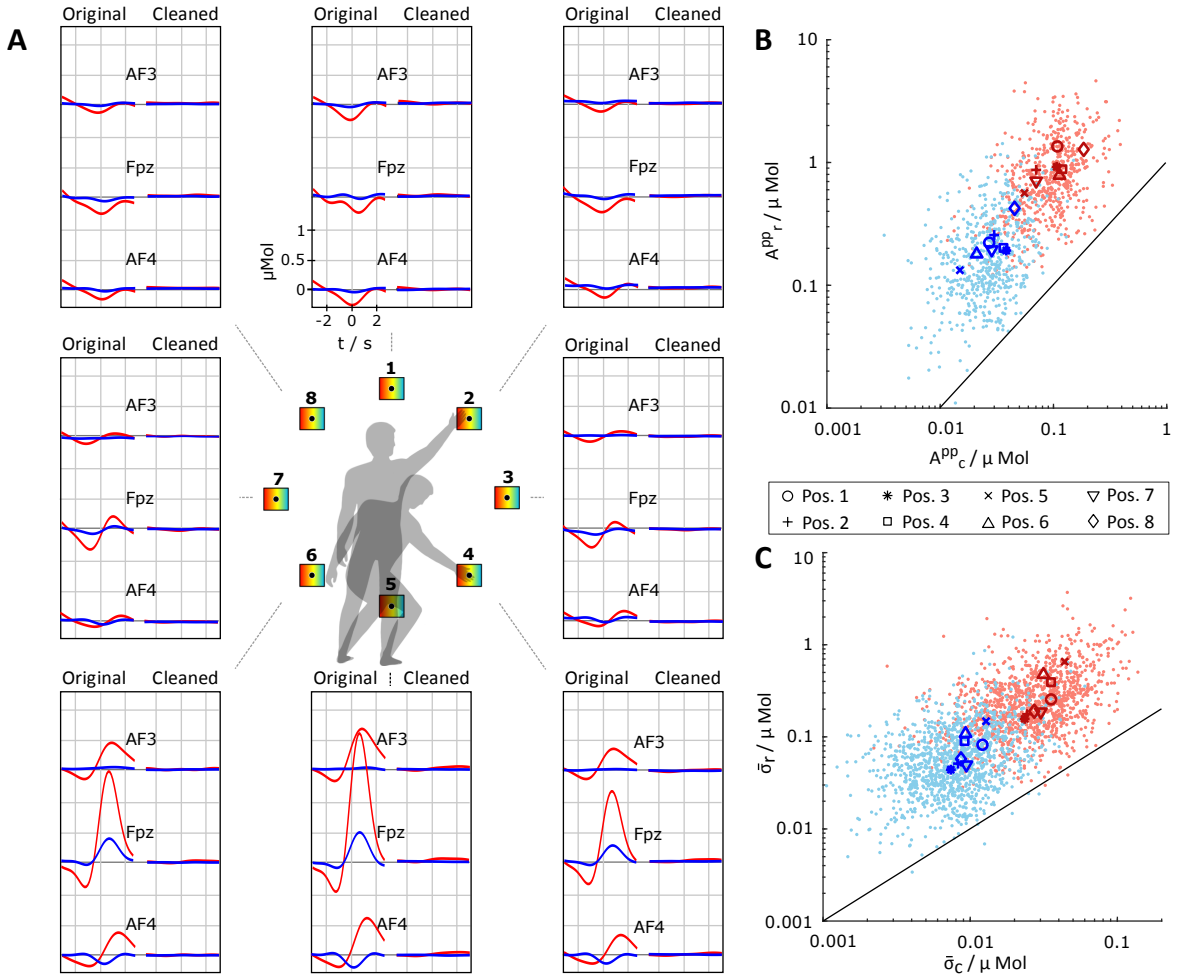 A
Original Cleaned
AF3
Fpz
AF4
Original Cleaned
AF3
Fpz
AF4
1
0.5
0
µMol
-2 0 2
t / s
Original Cleaned
AF3
Fpz
AF4
Original Cleaned
AF3
Fpz
AF4
1
2
3
4
5
6
7
8
Original Cleaned
AF3
Fpz
AF4
Original Cleaned
AF3
Fpz
AF4
Original Cleaned
AF3
Fpz
AF4
Original Cleaned
AF3
Fpz
AF4
B
10
1
0.1
0.01
A^pp_r / µ Mol
0.001 0.01 0.1 1
A^pp_c / µ Mol
Pos. 1 Pos. 3 Pos. 5 Pos. 7
Pos. 2 Pos. 4 Pos. 6 Pos. 8
C
10
1
0.1
0.01
0.001
σ̄_r / µ Mol
0.001 0.01 0.1
σ̄_c / µ Mol